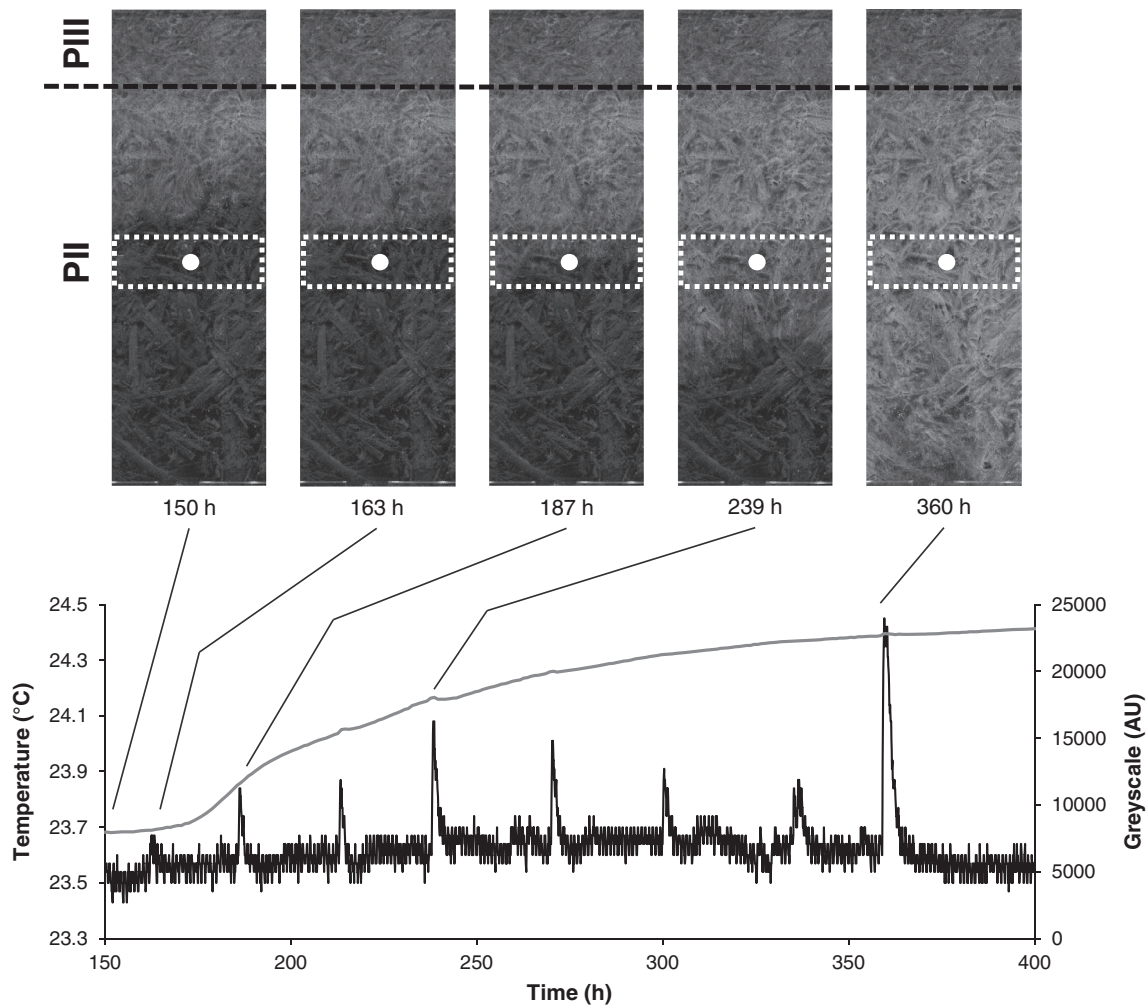 PIII
PII
150 h 163 h 187 h 239 h 360 h
24.5 25000
24.3
24.1
23.9
23.7
23.5
23.3
20000
15000
10000
5000
0
Temperature (°C)
Greyscale (AU)
150 200 250 300 350 400
Time (h)